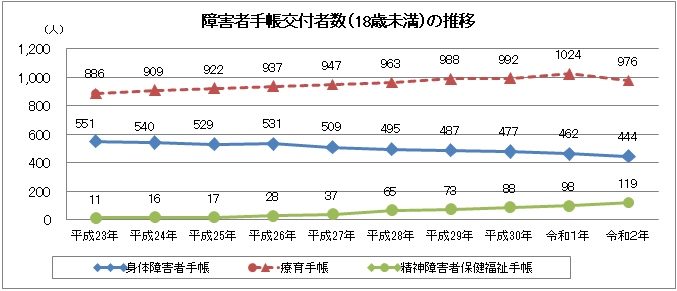 障害者手帳交付者数(18歳未満)の推移
(人)
1,200
1,000
800
600
400
200
0
886 909 922 937 947 963 988 992 1024 976
551 540 529 531 509 495 487 477 462 444
11 16 17 28 37 65 73 88 98 119
平成23年 平成24年 平成25年 平成26年 平成27年 平成28年 平成29年 平成30年 令和1年 令和2年
身体障害者手帳 療育手帳 精神障害者保健福祉手帳